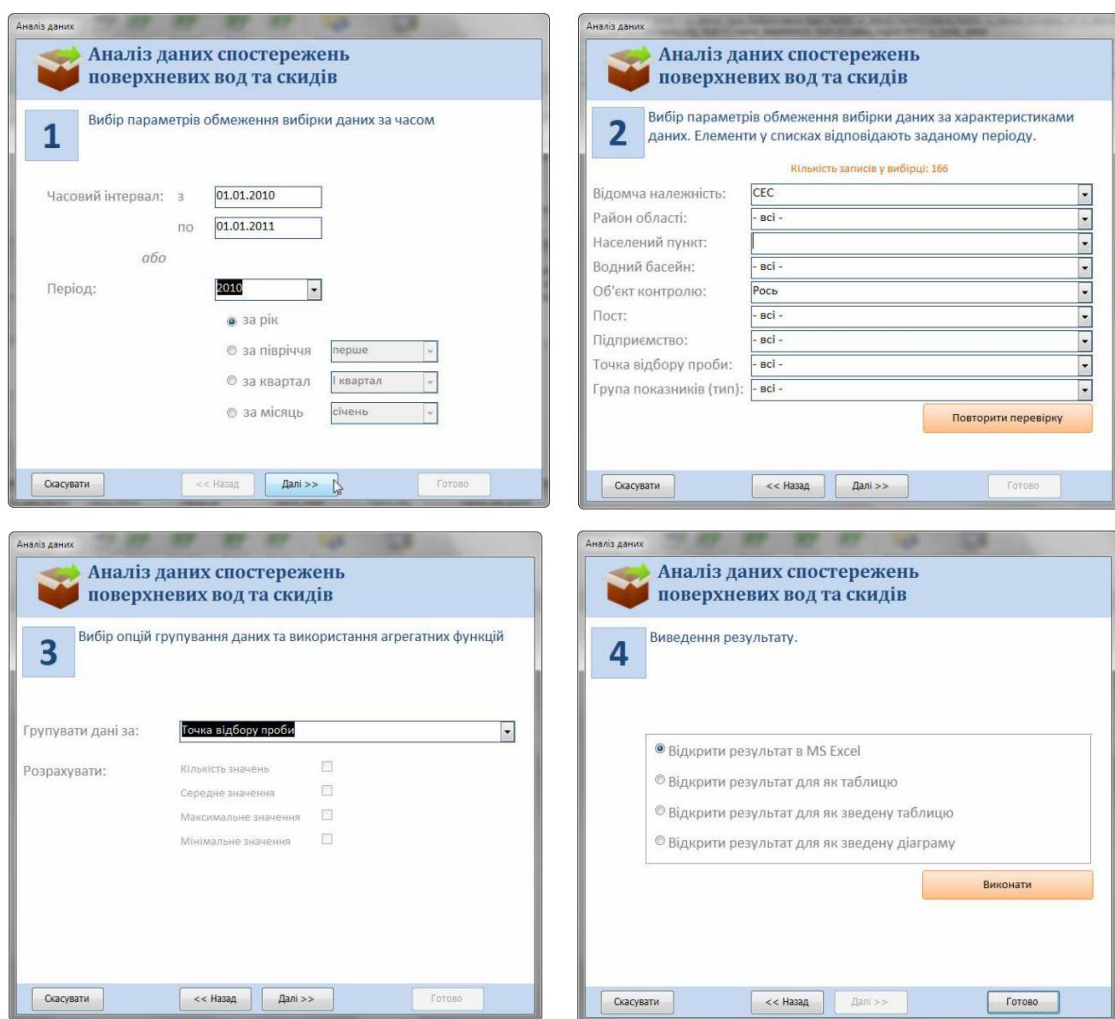 Аналіз даних
Аналіз даних спостережень
поверхневих вод та скидів
1
Вибір параметрів обмеження вибірки даних за часом
Часовий інтервал: з 01.01.2010
по 01.01.2011
або
Період: 2010
за рік
за півріччя перше
за квартал І квартал
за місяць січень
Скасувати << Назад Далі >> Готово
Аналіз даних
Аналіз даних спостережень
поверхневих вод та скидів
2
Вибір параметрів обмеження вибірки даних за характеристиками
даних. Елементи у списках відповідають заданому періоду.
Кількість записів у вибірці: 166
Відомча належність: СЕС
Район області: - всі -
Населений пункт:
Водний басейн: - всі -
Об'єкт контролю: Рось
Пост: - всі -
Підприємство: - всі -
Точка відбору проби: - всі -
Група показників (тип): - всі -
Повторити перевірку
Скасувати << Назад Далі >> Готово
Аналіз даних
Аналіз даних спостережень
поверхневих вод та скидів
3
Вибір опцій групування даних та використання агрегатних функцій
Групувати дані за: Точка відбору проби
Розрахувати: Кількість значень
Середне значення
Максимальне значення
Мінімальне значення
Скасувати << Назад Далі >> Готово
Аналіз даних
Аналіз даних спостережень
поверхневих вод та скидів
4
Виведення результату.
Відкрити результат в MS Excel
Відкрити результат для як таблицю
Відкрити результат для як зведену таблицю
Відкрити результат для як зведену діаграму
Виконати
Скасувати << Назад Далі >> Готово